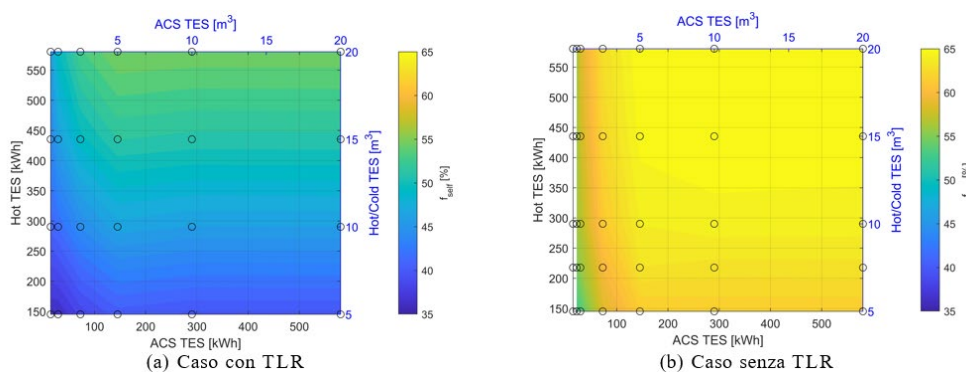 ACS TES [m³]
5 10 15 20
550
500
450
400
350
300
250
200
150
Hot TES [kWh]
20
15
10
5
Hot/Cold TES [m³]
65
60
55
50
45
40
35
f_self [%]
100 200 300 400 500
ACS TES [kWh]
(a) Caso con TLR
ACS TES [m³]
5 10 15 20
550
500
450
400
350
300
250
200
150
Hot TES [kWh]
20
15
10
5
Hot/Cold TES [m³]
65
60
55
50
45
40
35
100 200 300 400 500
ACS TES [kWh]
(b) Caso senza TLR